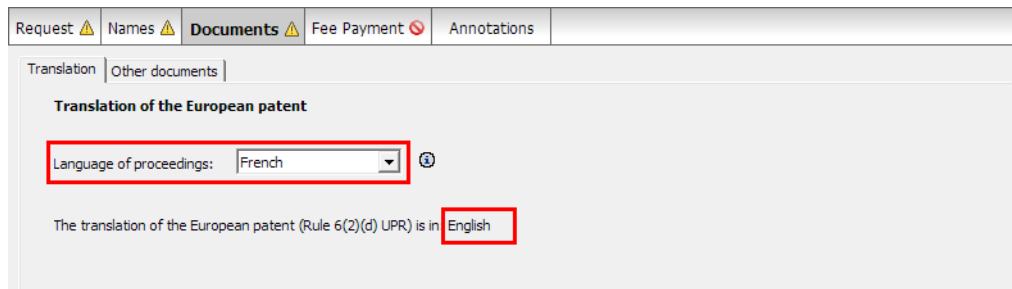 Request Names Documents Fee Payment Annotations
Translation Other documents
Translation of the European patent
Language of proceedings: French
The translation of the European patent (Rule 6(2)(d) UPR) is in: English